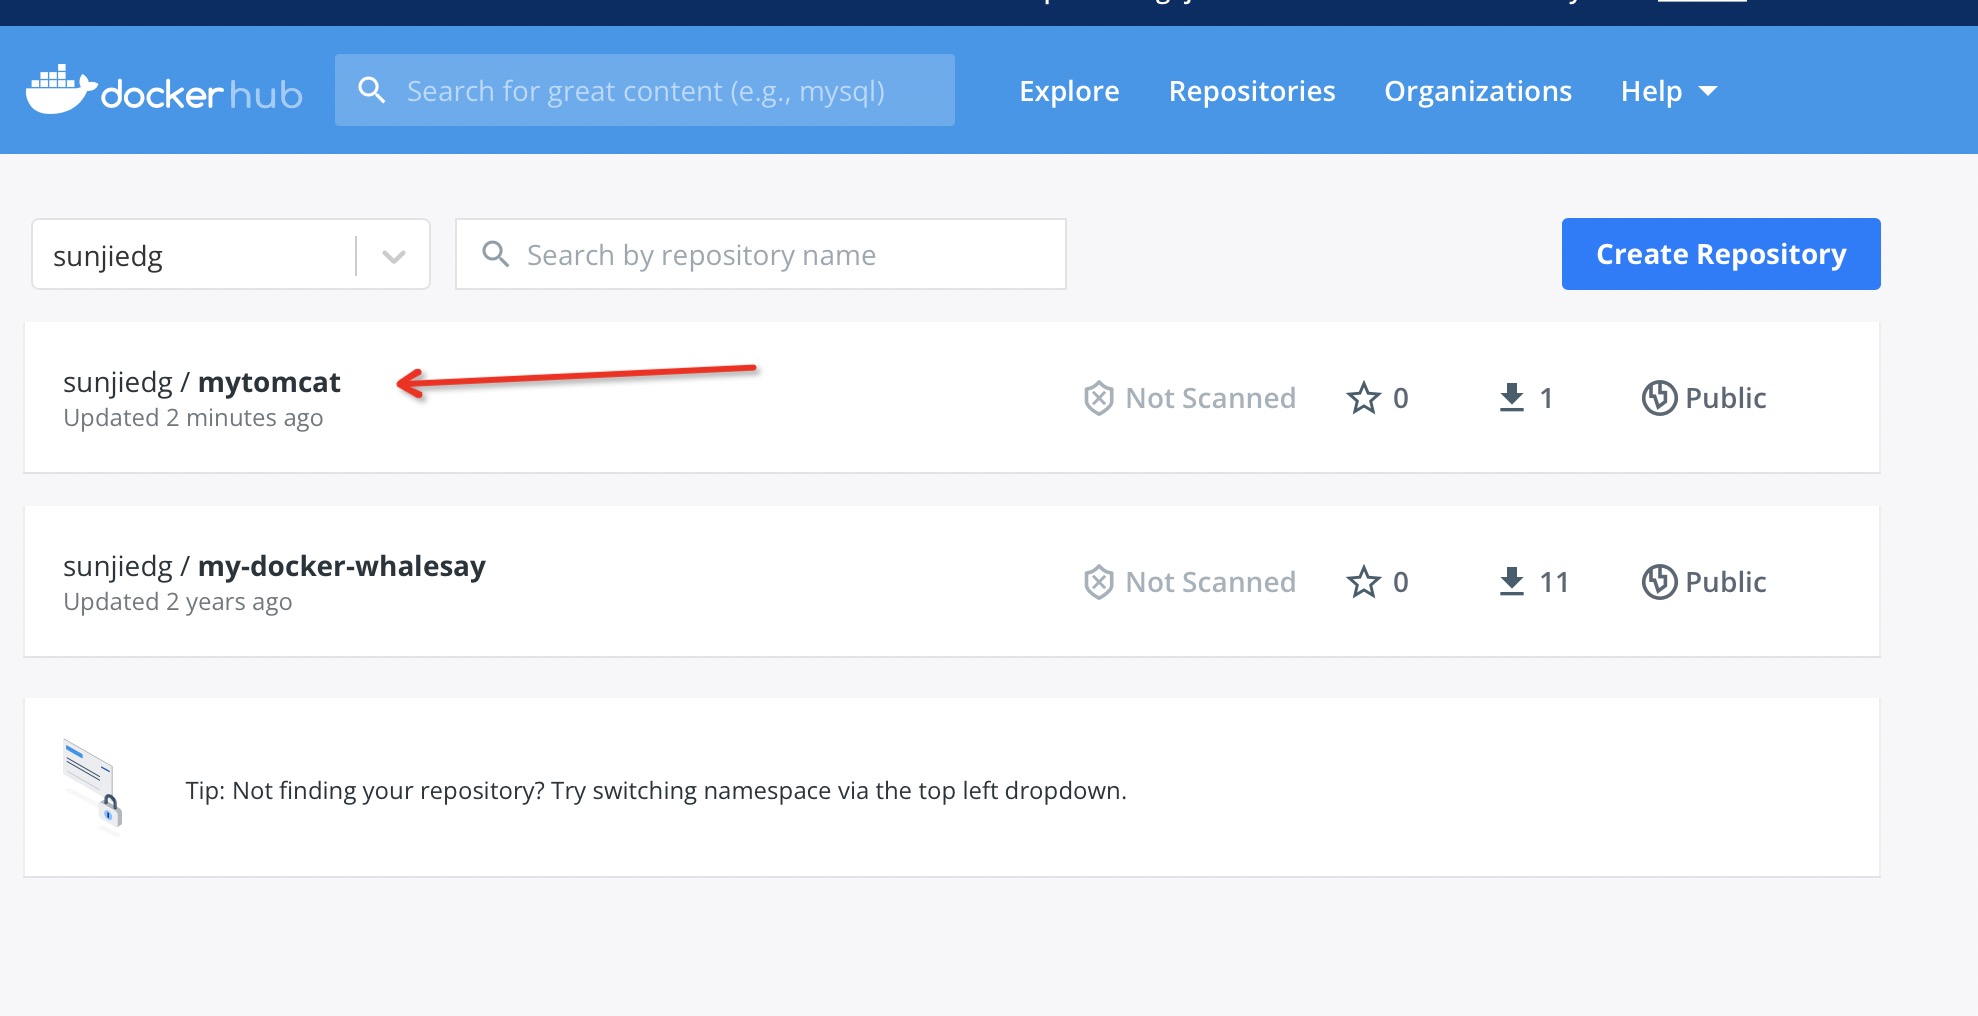 docker hub
Search for great content (e.g., mysql)
Explore
Repositories
Organizations
Help
sunjiedg
Search by repository name
Create Repository
sunjiedg / mytomcat
Updated 2 minutes ago
Not Scanned
0
1
Public
sunjiedg / my-docker-whalesay
Updated 2 years ago
Not Scanned
0
11
Public
Tip: Not finding your repository? Try switching namespace via the top left dropdown.